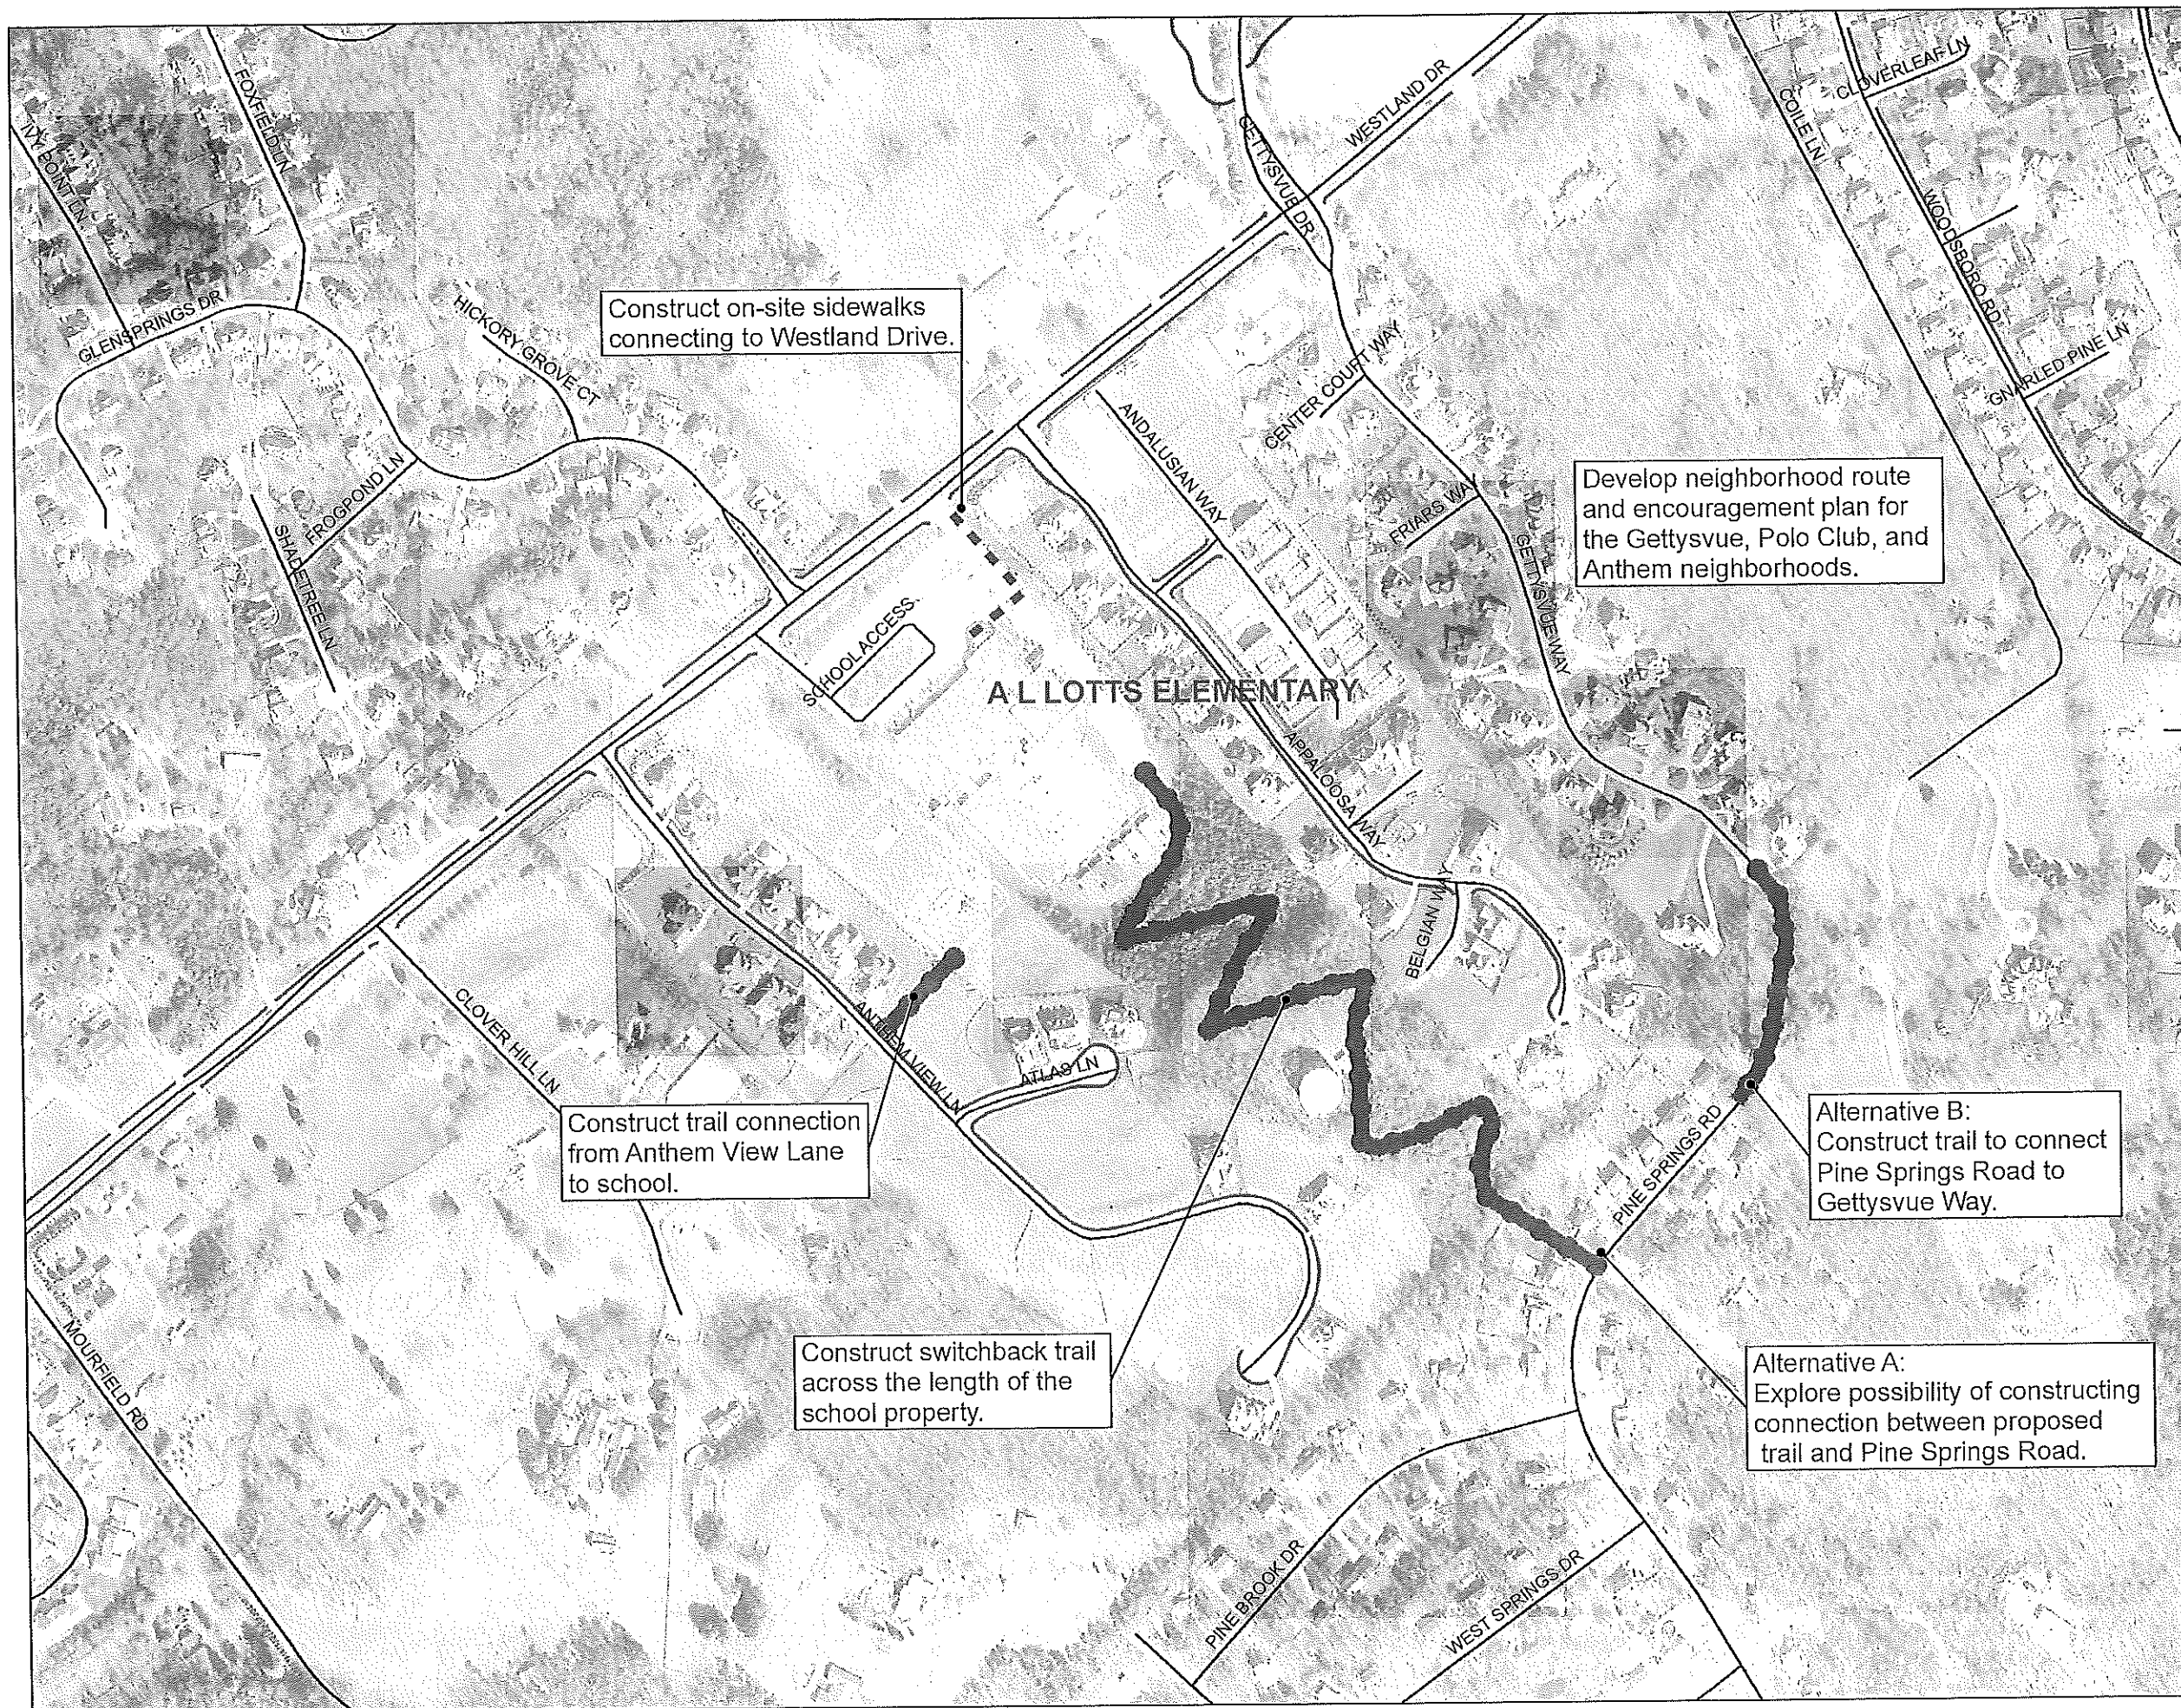 FOXFIELD LN
IVY POINT LN
GLENSPRINGS DR
HICKORY GROVE CT
FROGPOND LN
SHADETREE LN
GETTYSVUE DR
WESTLAND DR
COILE LN
CLOVERLEAF LN
WOODSBORO RD
GNARLED PINE LN
Construct on-site sidewalks
connecting to Westland Drive.
ANDALUSIAN WAY
CENTER COURT WAY
FRIARS WAY
GETTYSVUE WAY
Develop neighborhood route
and encouragement plan for
the Gettysvue, Polo Club, and
Anthem neighborhoods.
SCHOOL ACCESS
A L LOTTS ELEMENTARY
APPALOOSA WAY
BELGIAN WAY
CLOVER HILL LN
ANTHEM VIEW LN
ATLAS LN
Construct trail connection
from Anthem View Lane
to school.
PINE SPRINGS RD
Alternative B:
Construct trail to connect
Pine Springs Road to
Gettysvue Way.
Construct switchback trail
across the length of the
school property.
Alternative A:
Explore possibility of constructing
connection between proposed
trail and Pine Springs Road.
MOURFIELD RD
PINE BROOK DR
WEST SPRINGS DR